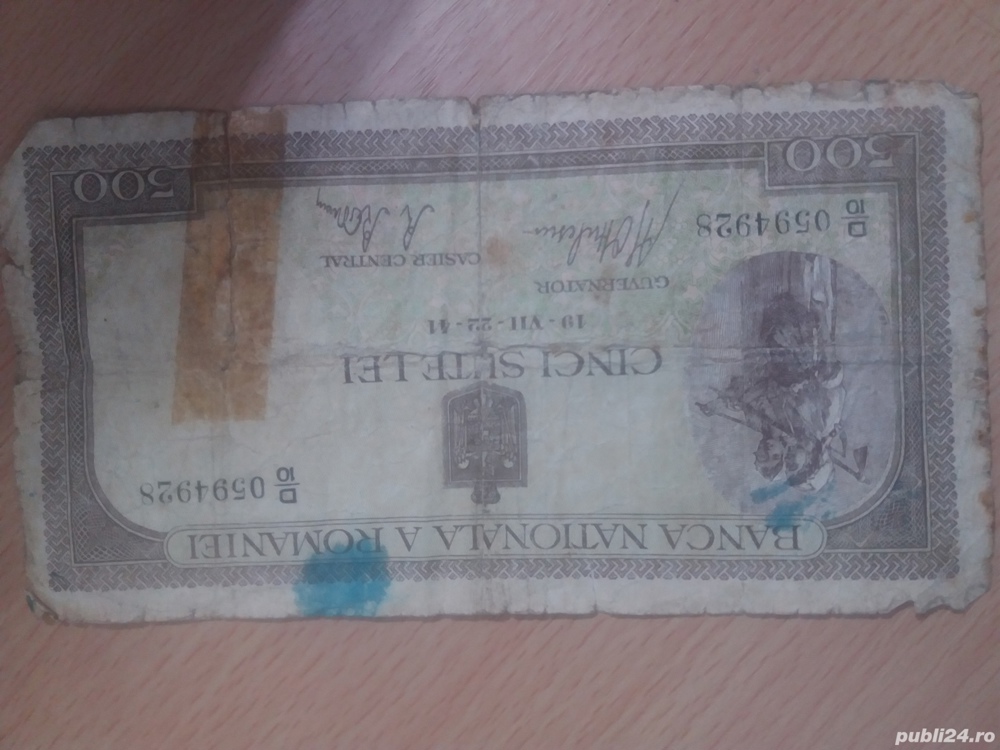 BANCA NATIONALA A ROMANIEI
D/10 0594928
CINCI SUTE LEI
19 - VII - 22 - 41
GUVERNATOR
CASIER CENTRAL
D/10 0594928
500
500
publi24.ro